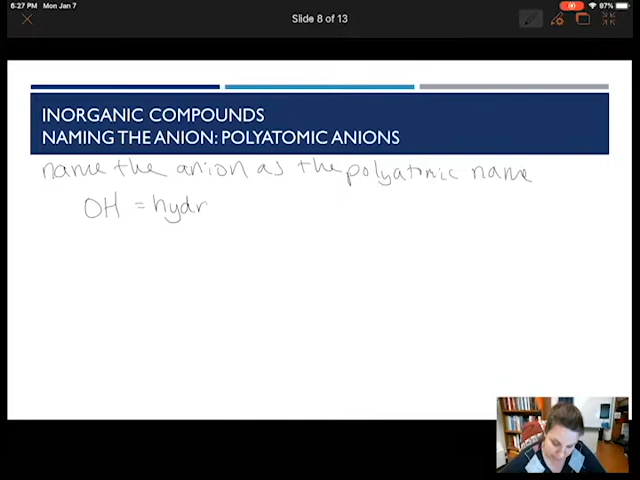 6:27 PM Mon Jan 7
97%
Slide 8 of 13
INORGANIC COMPOUNDS
NAMING THE ANION: POLYATOMIC ANIONS
name the anion as the polyatomic name
OH = hydr